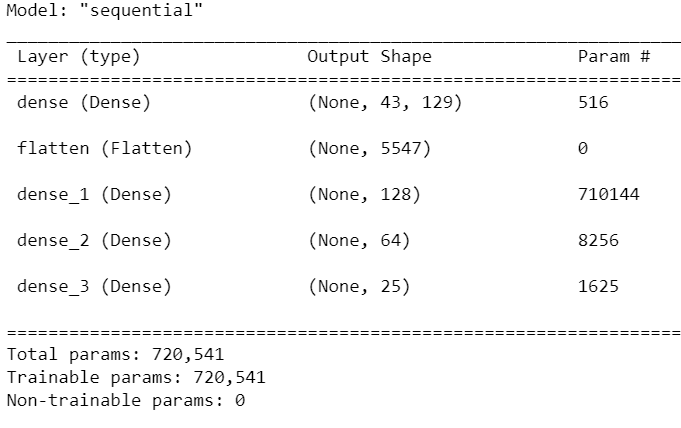 Model: "sequential"
_________________________________________________________________
Layer (type) Output Shape Param #
=================================================================
dense (Dense) (None, 43, 129) 516
flatten (Flatten) (None, 5547) 0
dense_1 (Dense) (None, 128) 710144
dense_2 (Dense) (None, 64) 8256
dense_3 (Dense) (None, 25) 1625
=================================================================
Total params: 720,541
Trainable params: 720,541
Non-trainable params: 0